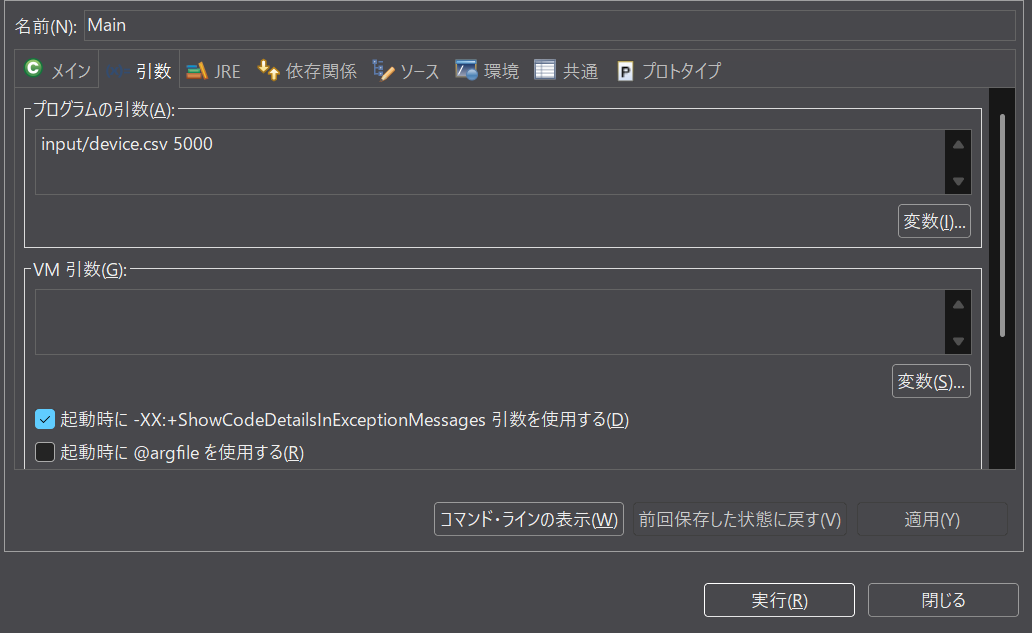 名前(N): Main
メイン 引数 JRE 依存関係 ソース 環境 共通 P プロトタイプ
プログラムの引数(A):
input/device.csv 5000
変数(I)...
VM 引数(G):
変数(S)...
起動時に -XX:+ShowCodeDetailsInExceptionMessages 引数を使用する(D)
起動時に @argfile を使用する(R)
コマンド・ラインの表示(W) 前回保存した状態に戻す(V) 適用(Y)
実行(R) 閉じる